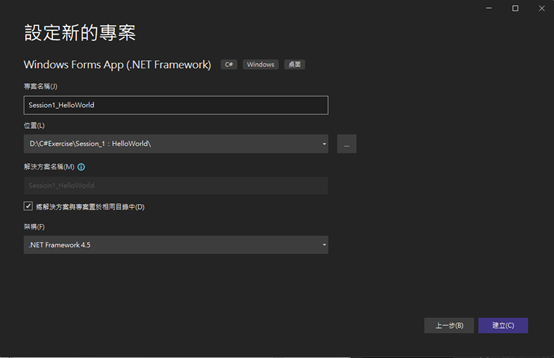 設定新的專案
Windows Forms App (.NET Framework) C# Windows 桌面
專案名稱(J)
Session1_HelloWorld
位置(L)
D:\C#Exercise\Session_1：HelloWorld\
...
解決方案名稱(M)
Session1_HelloWorld
將解決方案與專案置於相同目錄中(D)
架構(F)
.NET Framework 4.5
上一步(B) 建立(C)